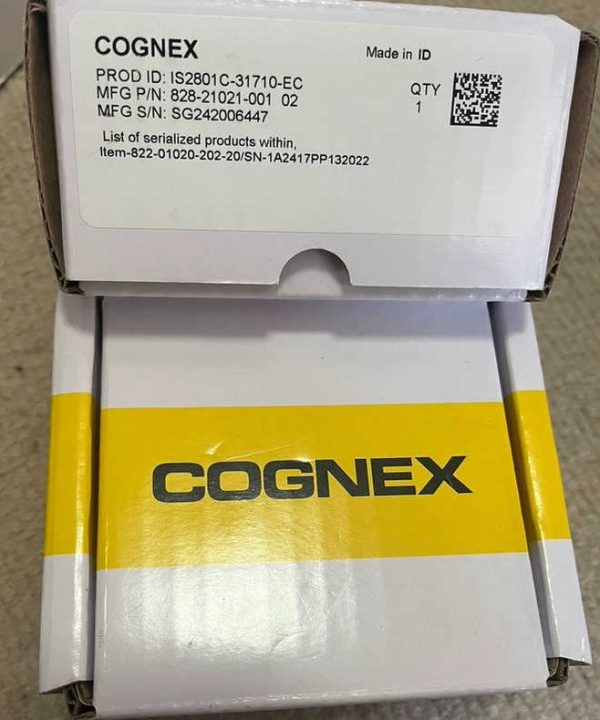 COGNEX
Made in ID
PROD ID: IS2801C-31710-EC
MFG P/N: 828-21021-001 02
MFG S/N: SG242006447
QTY
1
List of serialized products within,
Item-822-01020-202-20/SN-1A2417PP132022
COGNEX